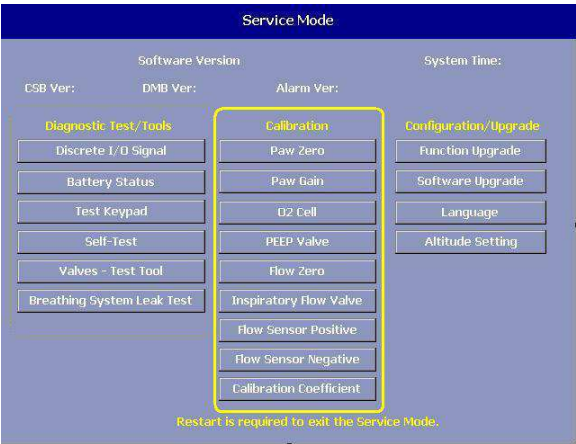 Service Mode
Software Version
System Time:
CSB Ver:
DMB Ver:
Alarm Ver:
Diagnostic Test/Tools
Discrete I/O Signal
Battery Status
Test Keypad
Self-Test
Valves - Test Tool
Breathing System Leak Test
Calibration
Paw Zero
Paw Gain
O2 Cell
PEEP Valve
Flow Zero
Inspiratory Flow Valve
Flow Sensor Positive
Flow Sensor Negative
Calibration Coefficient
Configuration/Upgrade
Function Upgrade
Software Upgrade
Language
Altitude Setting
Restart is required to exit the Service Mode.